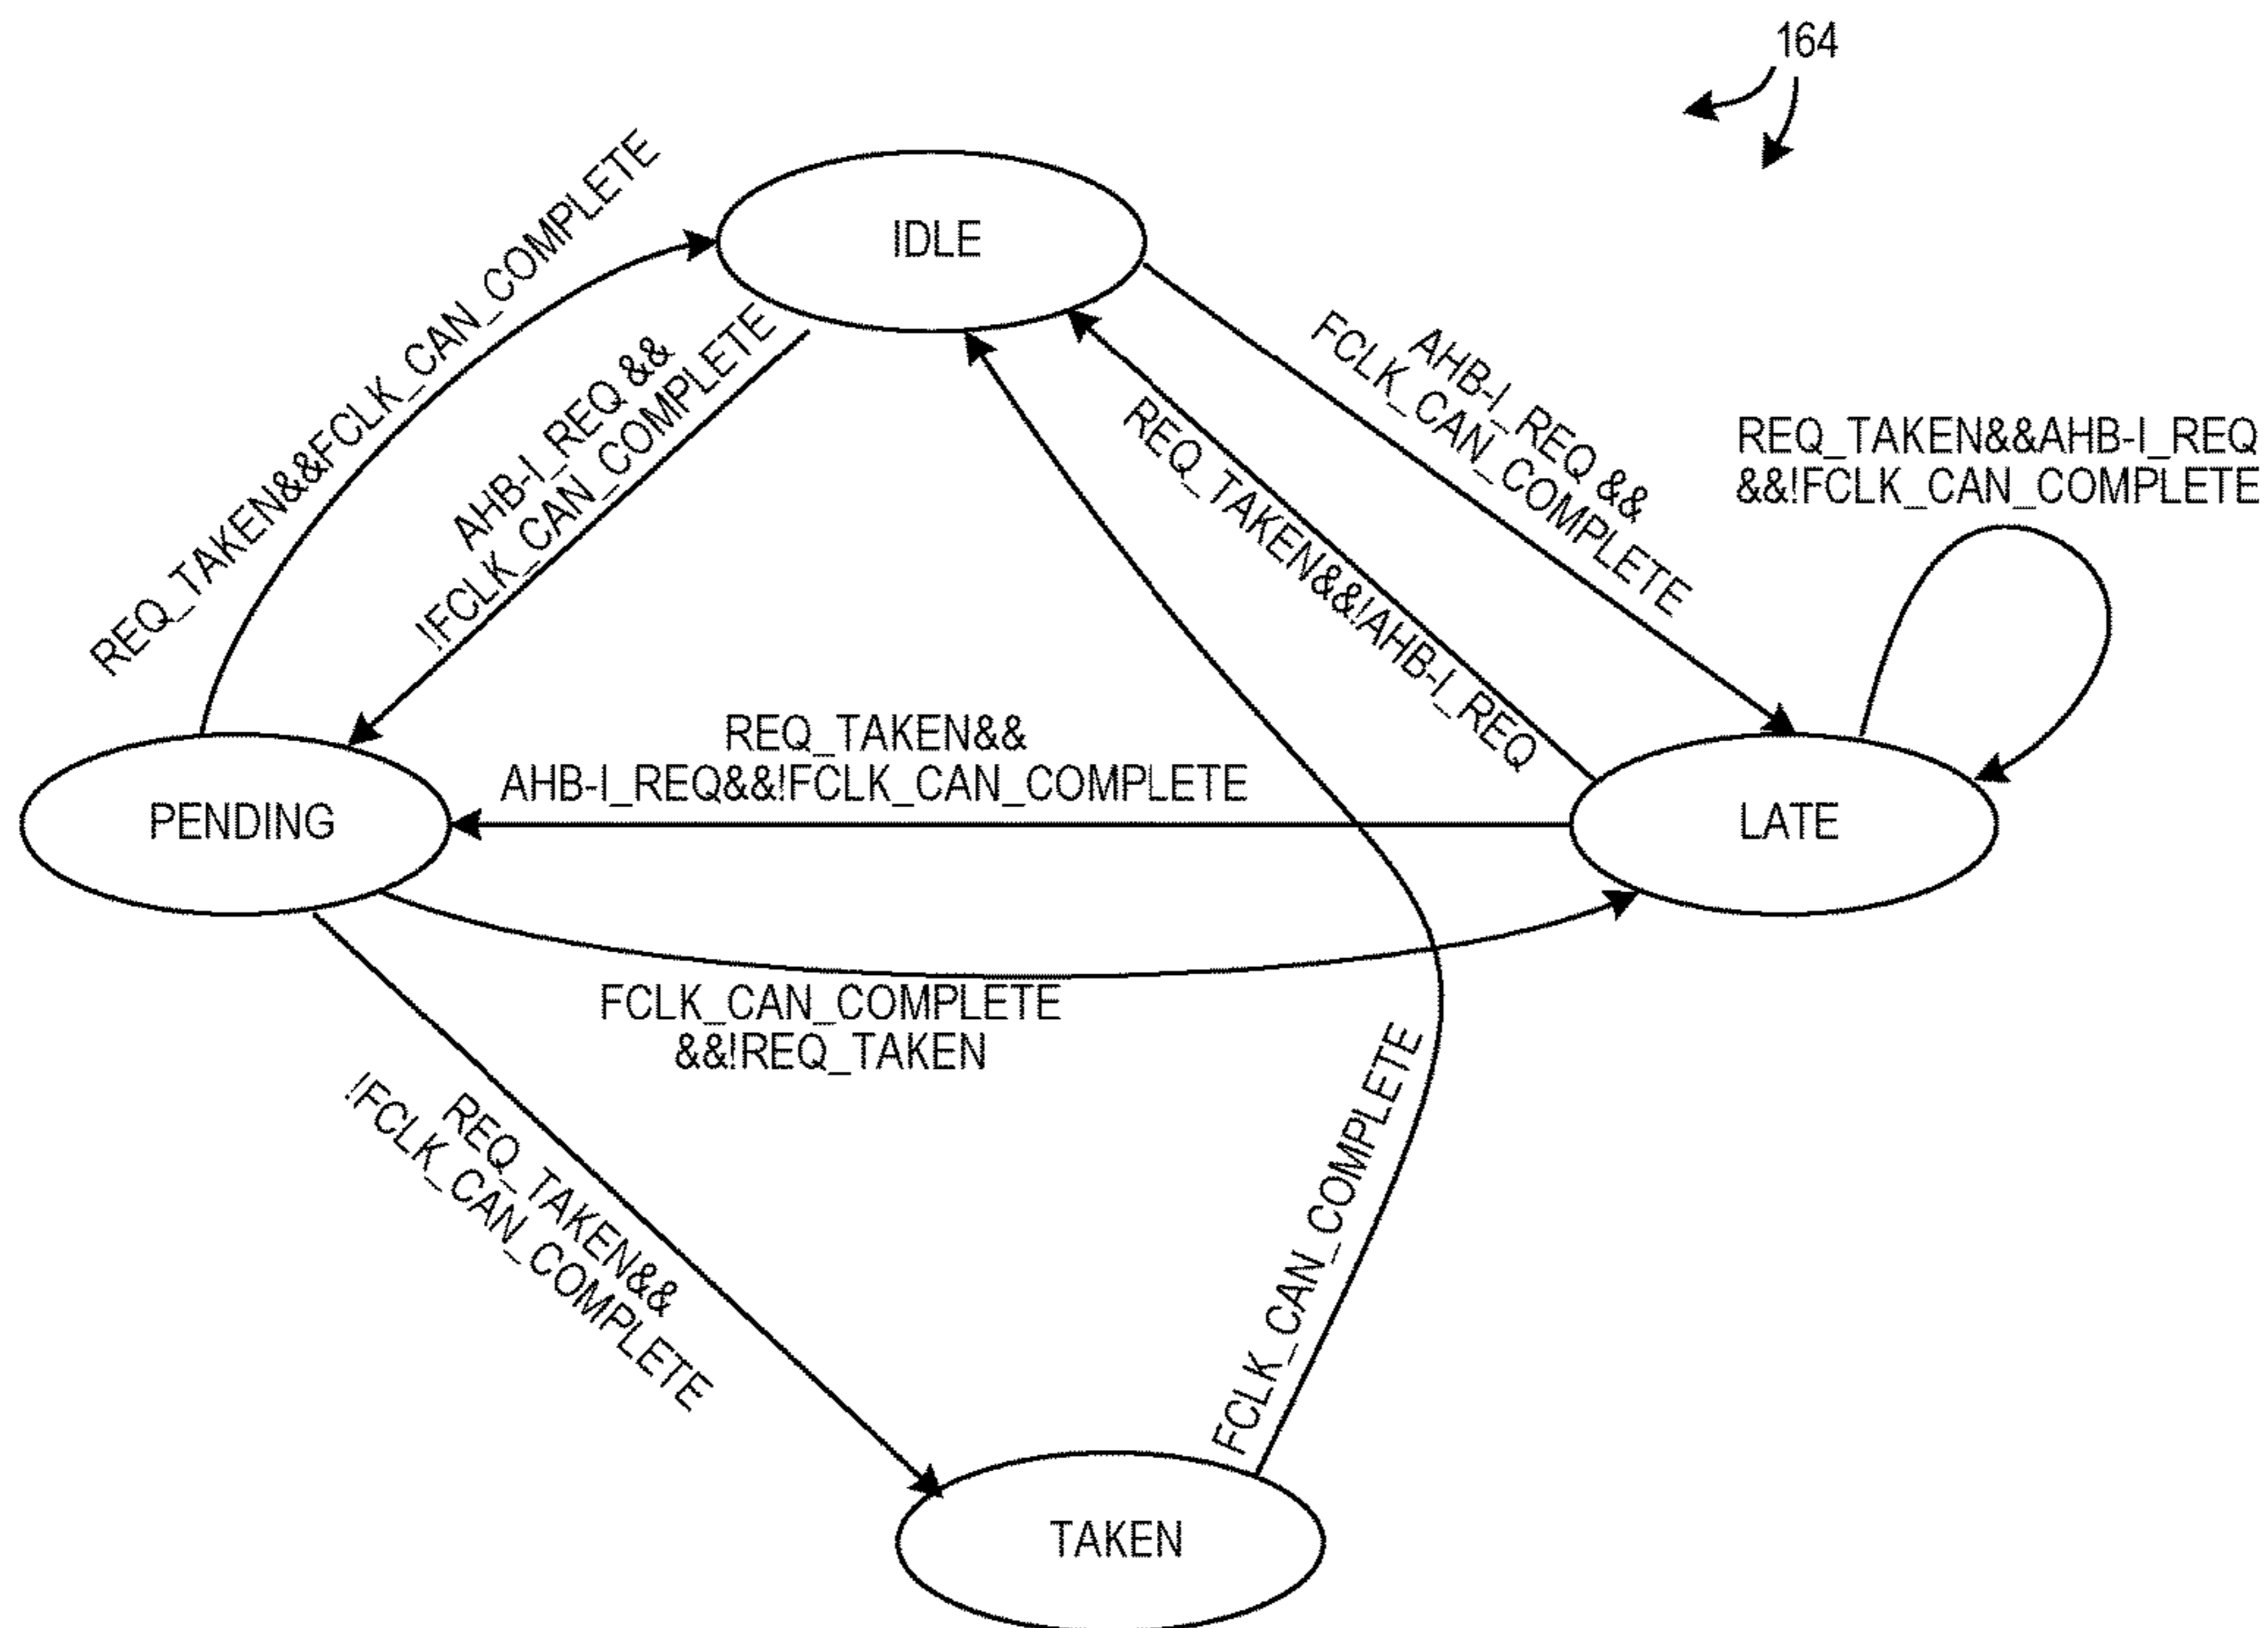 164
IDLE
REQ_TAKEN&&FCLK_CAN_COMPLETE
AHB-I_REQ &&
!FCLK_CAN_COMPLETE
AHB-I_REQ &&
FCLK_CAN_COMPLETE
REQ_TAKEN&&!AHB-I_REQ
REQ_TAKEN&&AHB-I_REQ
&&!FCLK_CAN_COMPLETE
REQ_TAKEN&&
AHB-I_REQ&&!FCLK_CAN_COMPLETE
PENDING
LATE
FCLK_CAN_COMPLETE
&&!REQ_TAKEN
REQ_TAKEN&&
!FCLK_CAN_COMPLETE
FCLK_CAN_COMPLETE
TAKEN